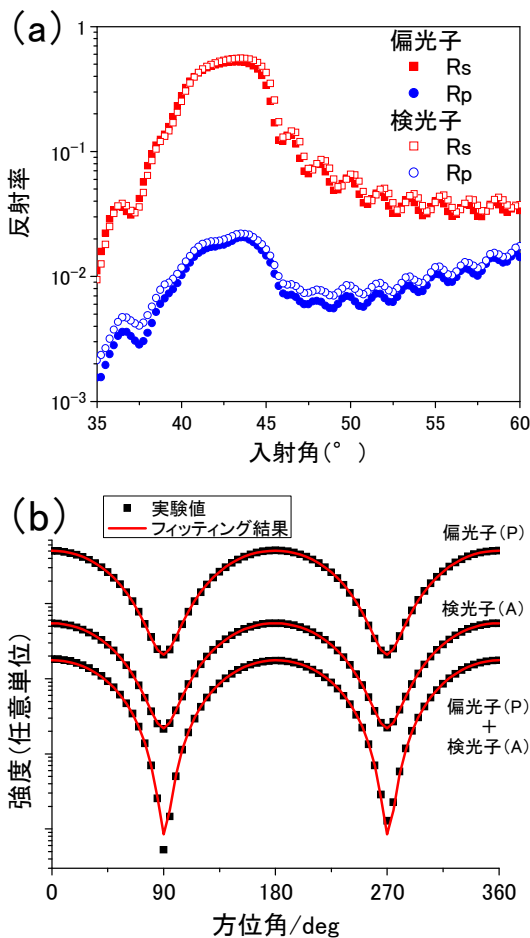 (a)
1
10⁻¹
10⁻²
10⁻³
反射率
偏光子
Rs
Rp
検光子
Rs
Rp
35 40 45 50 55 60
入射角(°)
(b)
実験値
フィッティング結果
偏光子(P)
検光子(A)
偏光子(P)
+
検光子(A)
強度(任意単位)
0 90 180 270 360
方位角/deg